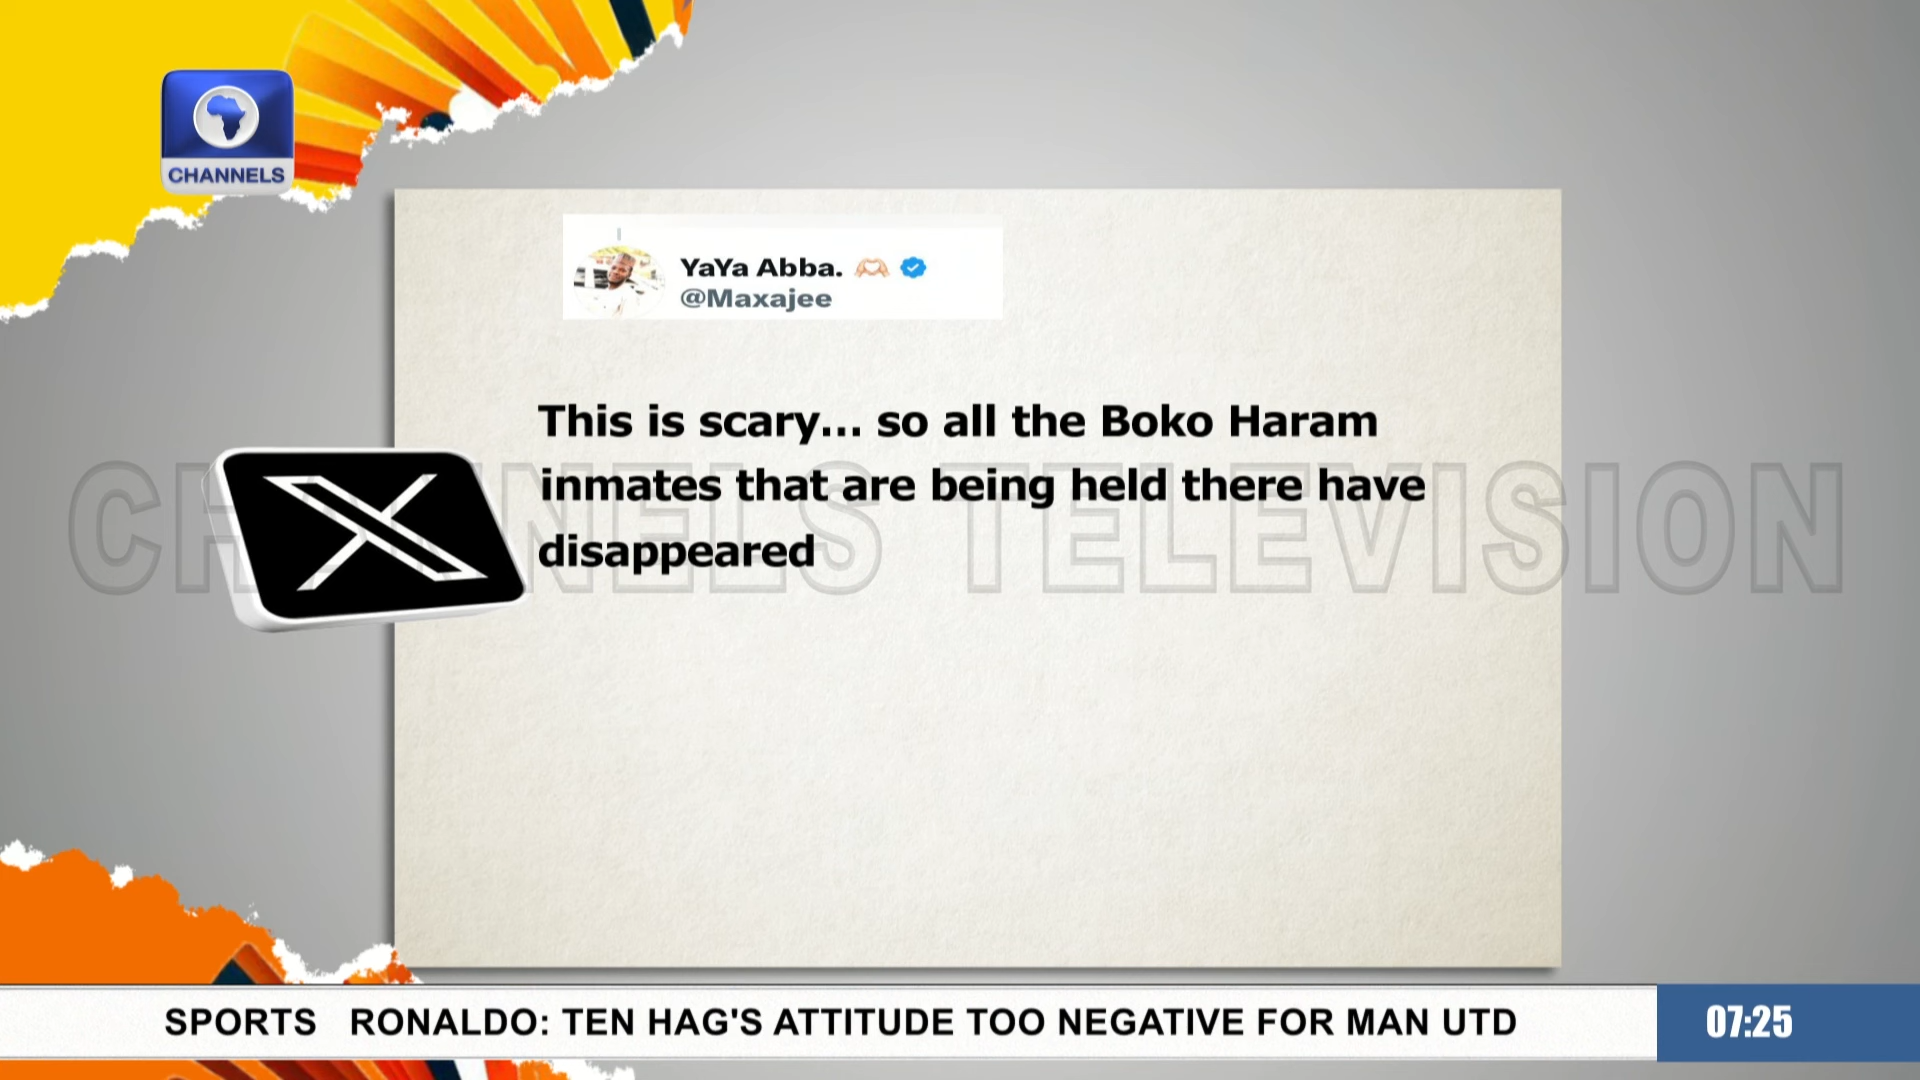 CHANNELS
YaYa Abba.
@Maxajee
This is scary... so all the Boko Haram
inmates that are being held there have
disappeared
CHANNELS TELEVISION
SPORTS RONALDO: TEN HAG'S ATTITUDE TOO NEGATIVE FOR MAN UTD
07:25